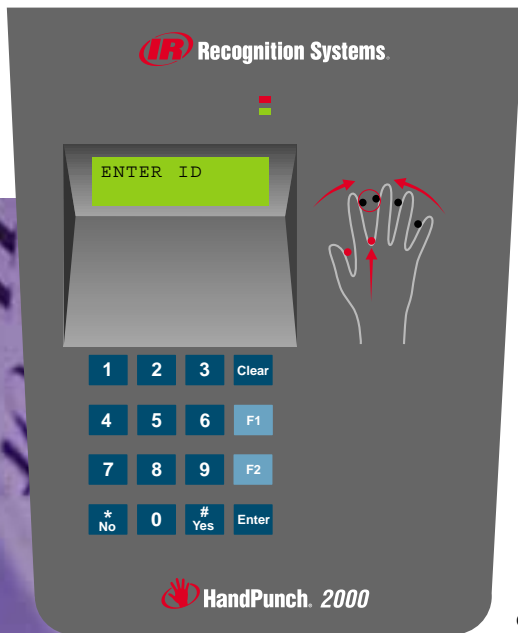 IR Recognition Systems.
ENTER ID
1 2 3 Clear
4 5 6 F1
7 8 9 F2
* No 0 # Yes Enter
HandPunch. 2000